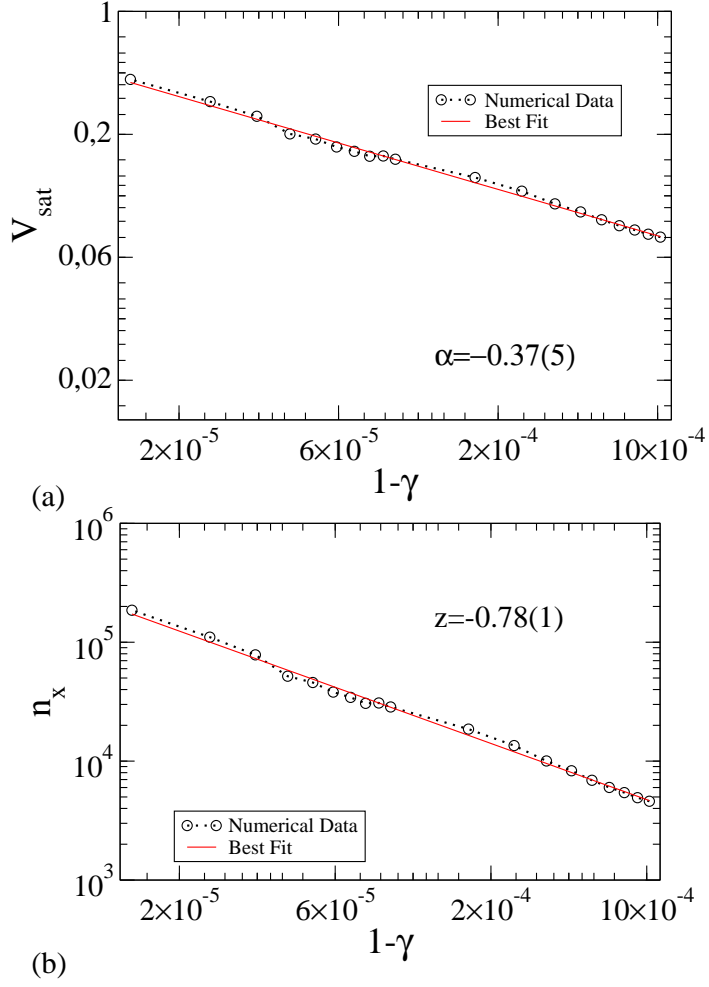 1
0,2
0,06
0,02
V_sat
Numerical Data
Best Fit
α=−0.37(5)
2×10^-5
6×10^-5
2×10^-4
10×10^-4
1-γ
(a)
10^6
10^5
10^4
10^3
n_x
z=-0.78(1)
Numerical Data
Best Fit
2×10^-5
6×10^-5
2×10^-4
10×10^-4
1-γ
(b)